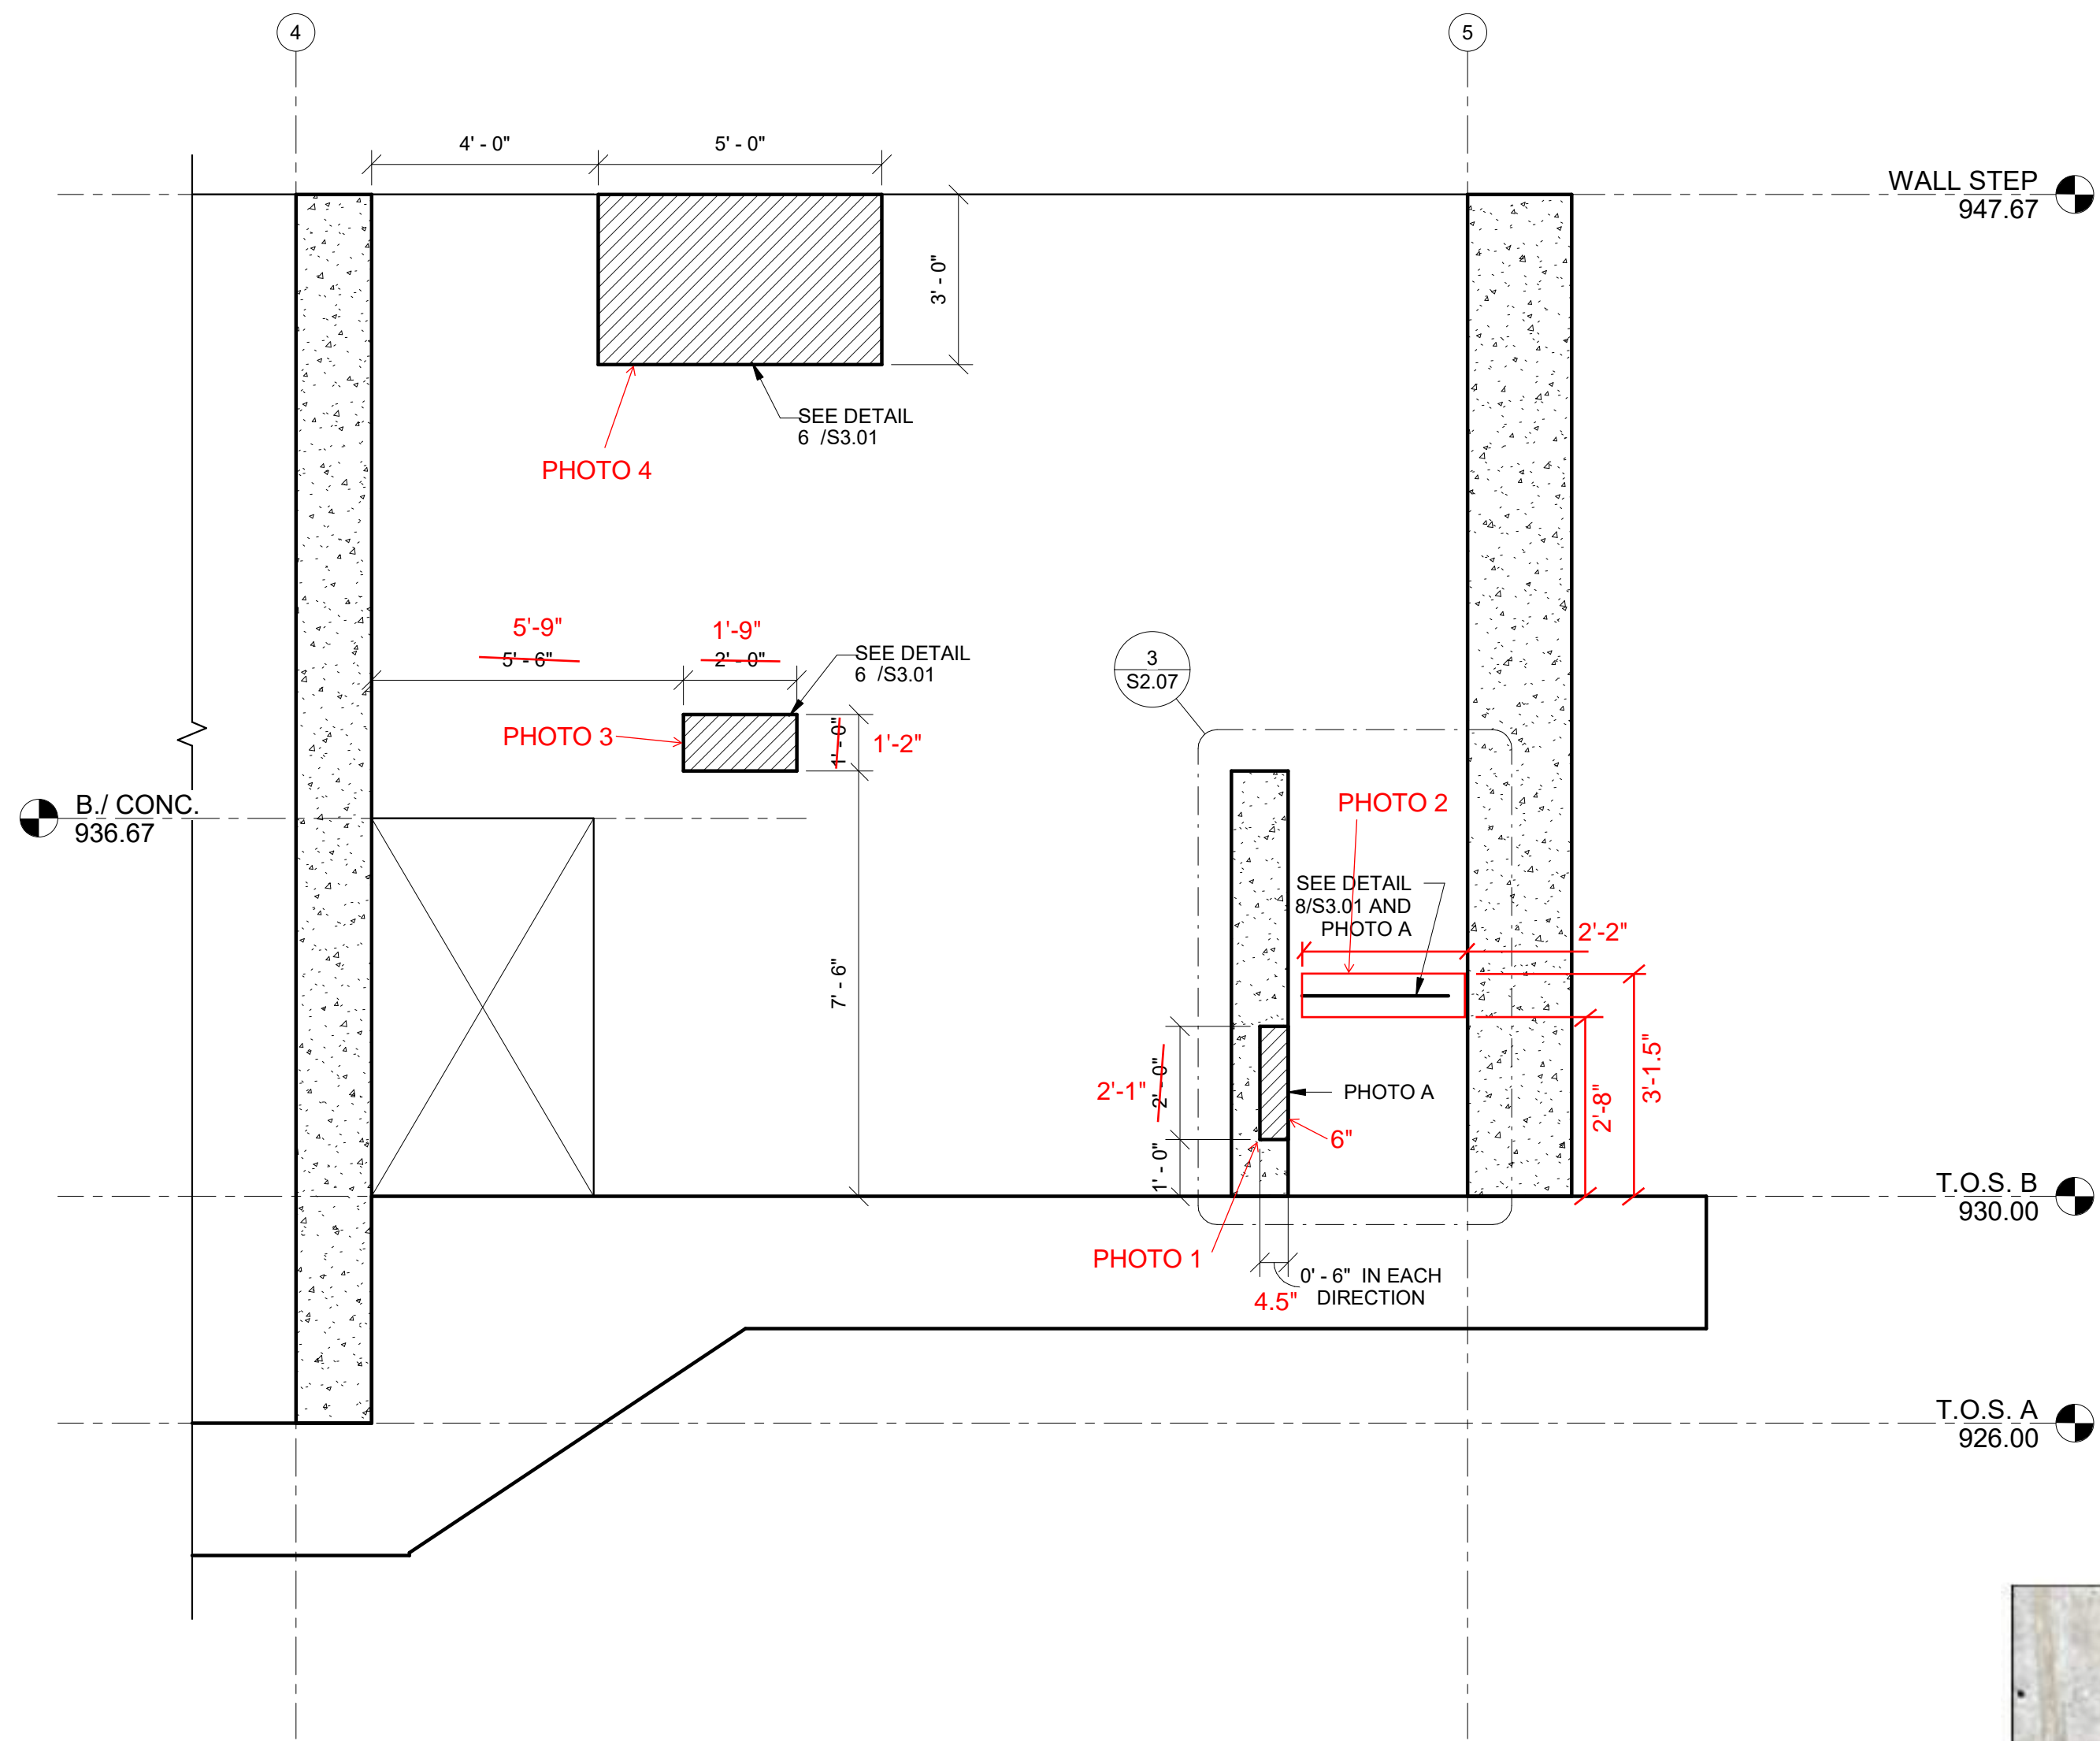 4
5
4' - 0"
5' - 0"
WALL STEP
947.67
3' - 0"
SEE DETAIL
6 /S3.01
PHOTO 4
5'-9"
5' - 6"
1'-9"
2' - 0"
SEE DETAIL
6 /S3.01
3
S2.07
PHOTO 3
1' - 0"
1'-2"
B./ CONC.
936.67
PHOTO 2
SEE DETAIL
8/S3.01 AND
PHOTO A
2'-2"
7' - 6"
2'-1"
2' - 0"
PHOTO A
2'-8"
3'-1.5"
6"
1' - 0"
T.O.S. B
930.00
PHOTO 1
0' - 6" IN EACH
DIRECTION
4.5"
T.O.S. A
926.00